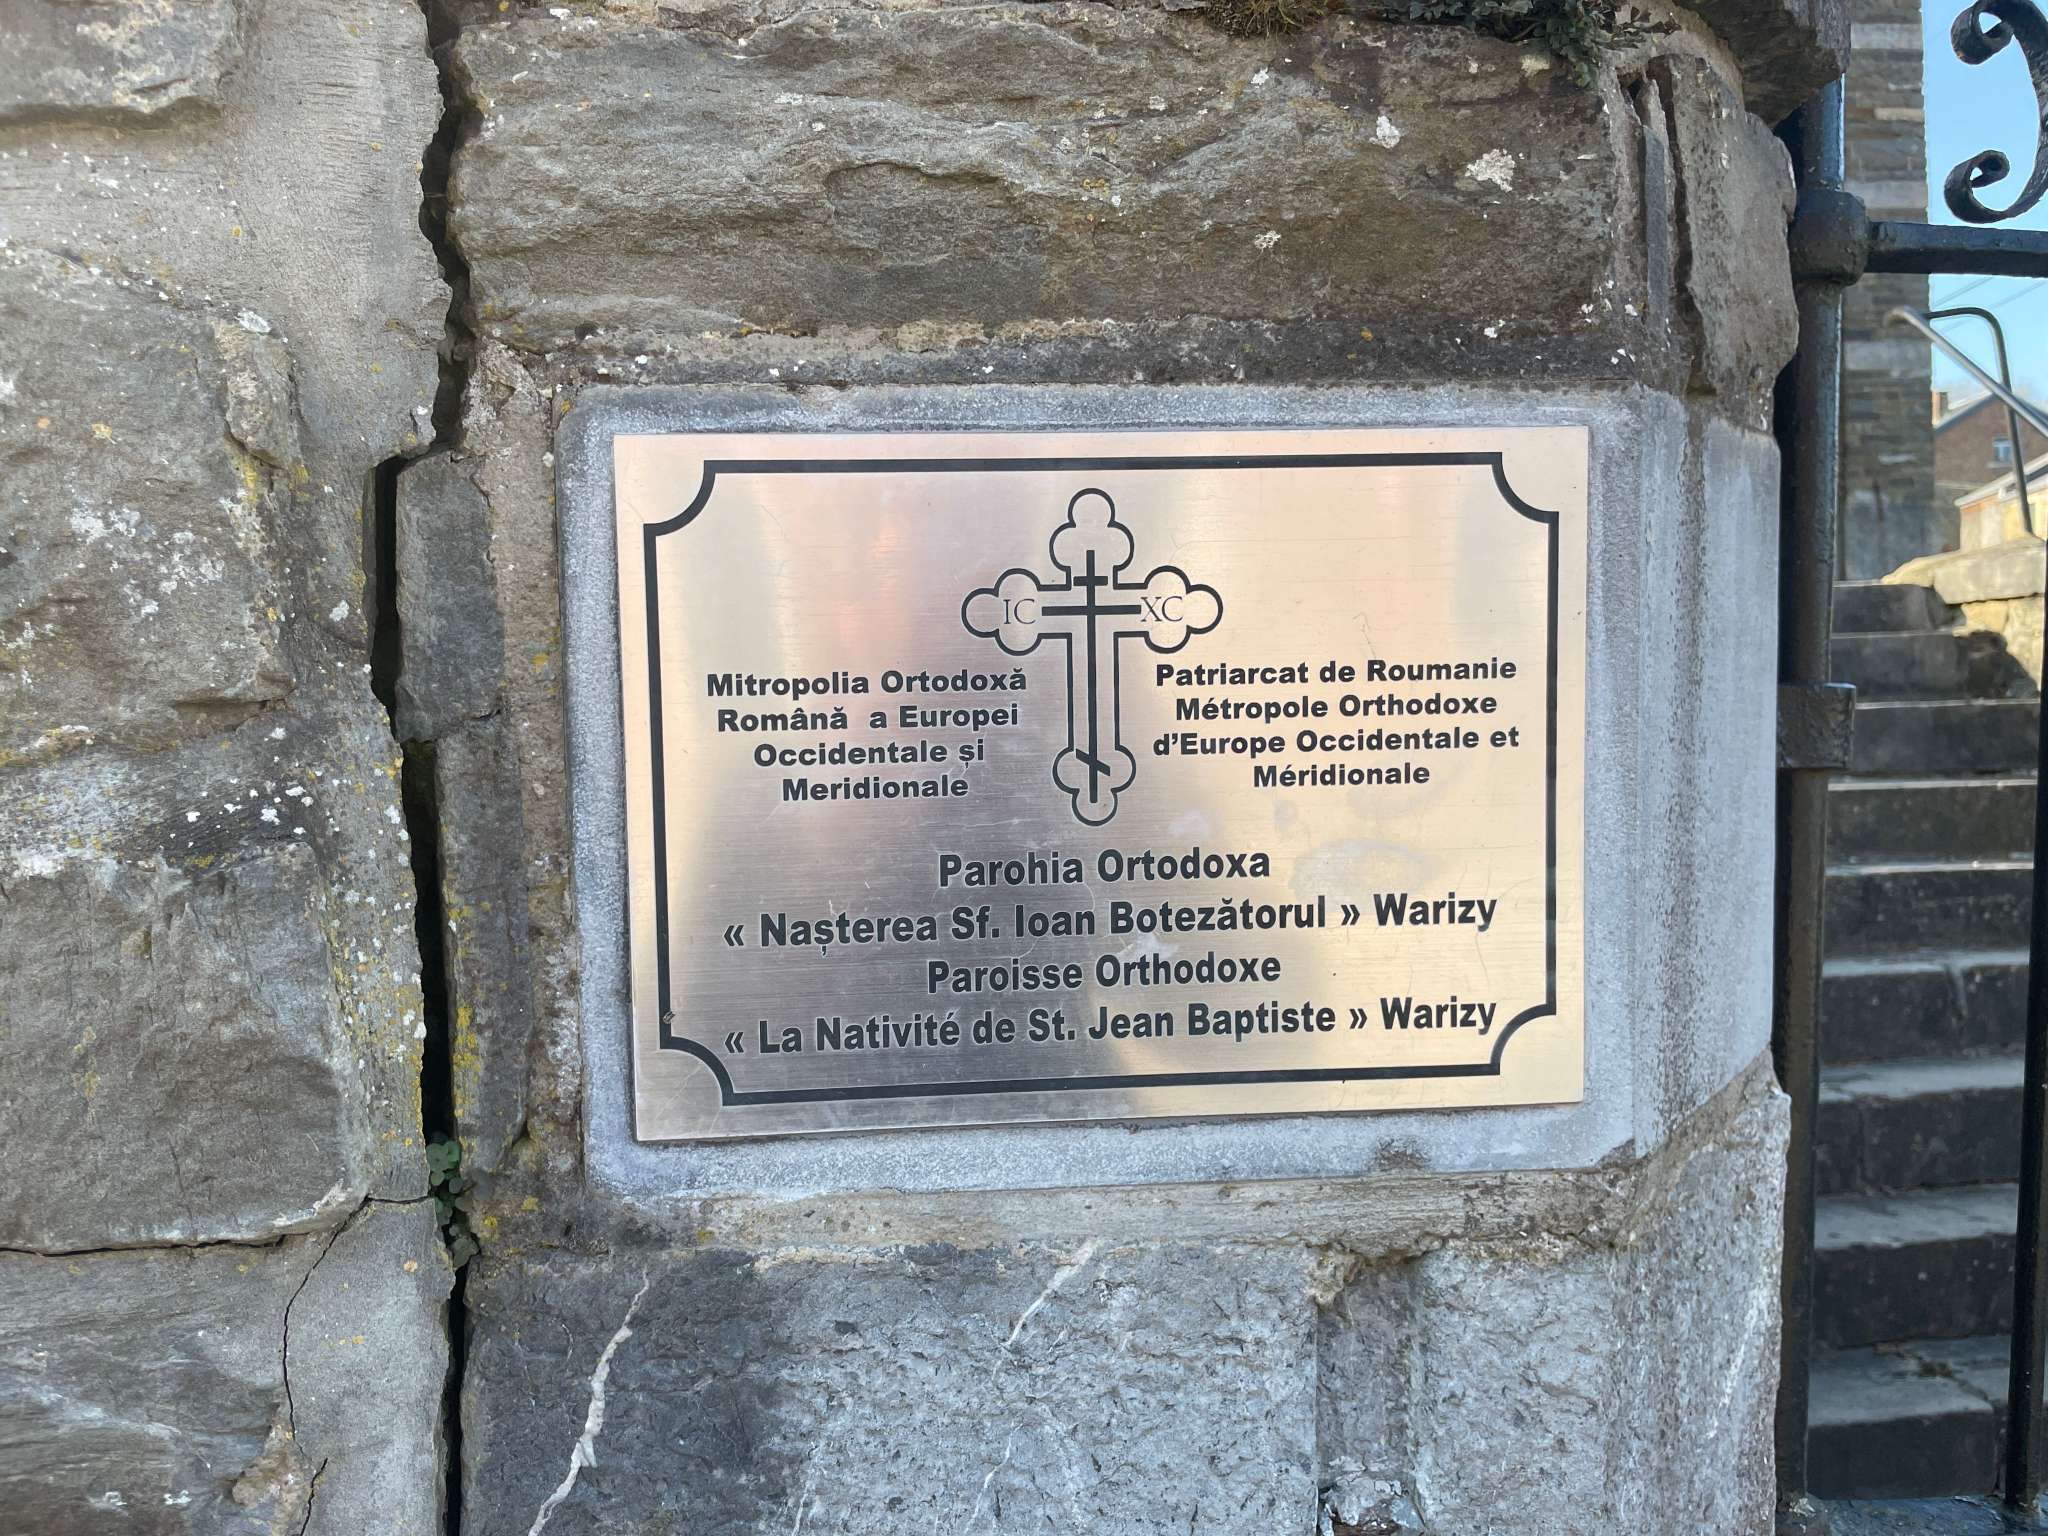 IC XC
Mitropolia Ortodoxă
Română a Europei
Occidentale și
Meridionale
Patriarcat de Roumanie
Métropole Orthodoxe
d’Europe Occidentale et
Méridionale
Parohia Ortodoxa
« Nașterea Sf. Ioan Botezătorul » Warizy
Paroisse Orthodoxe
« La Nativité de St. Jean Baptiste » Warizy